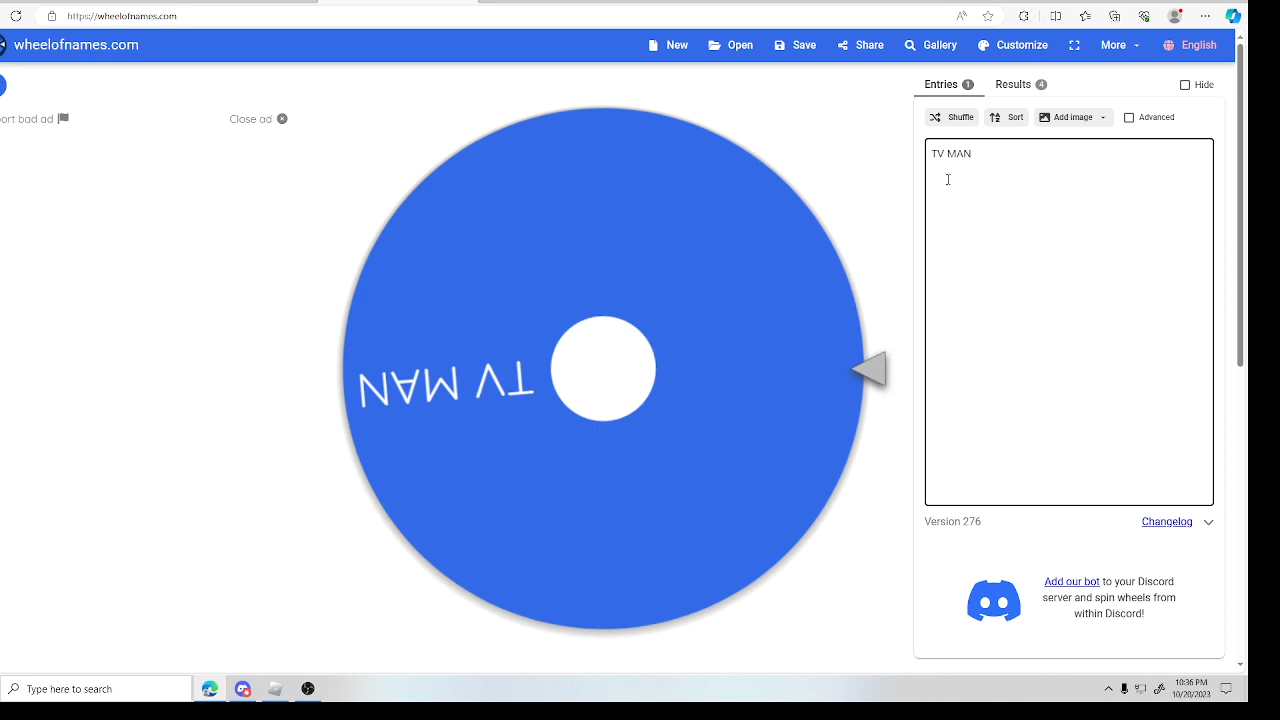 https://wheelofnames.com
wheelofnames.com
New
Open
Save
Share
Gallery
Customize
More
English
ort bad ad
Close ad
Entries 1
Results 4
Hide
Shuffle
Sort
Add image
Advanced
TV MAN
TV MAN
Version 276
Changelog
Add our bot to your Discord
server and spin wheels from
within Discord!
Type here to search
10:36 PM
10/20/2023